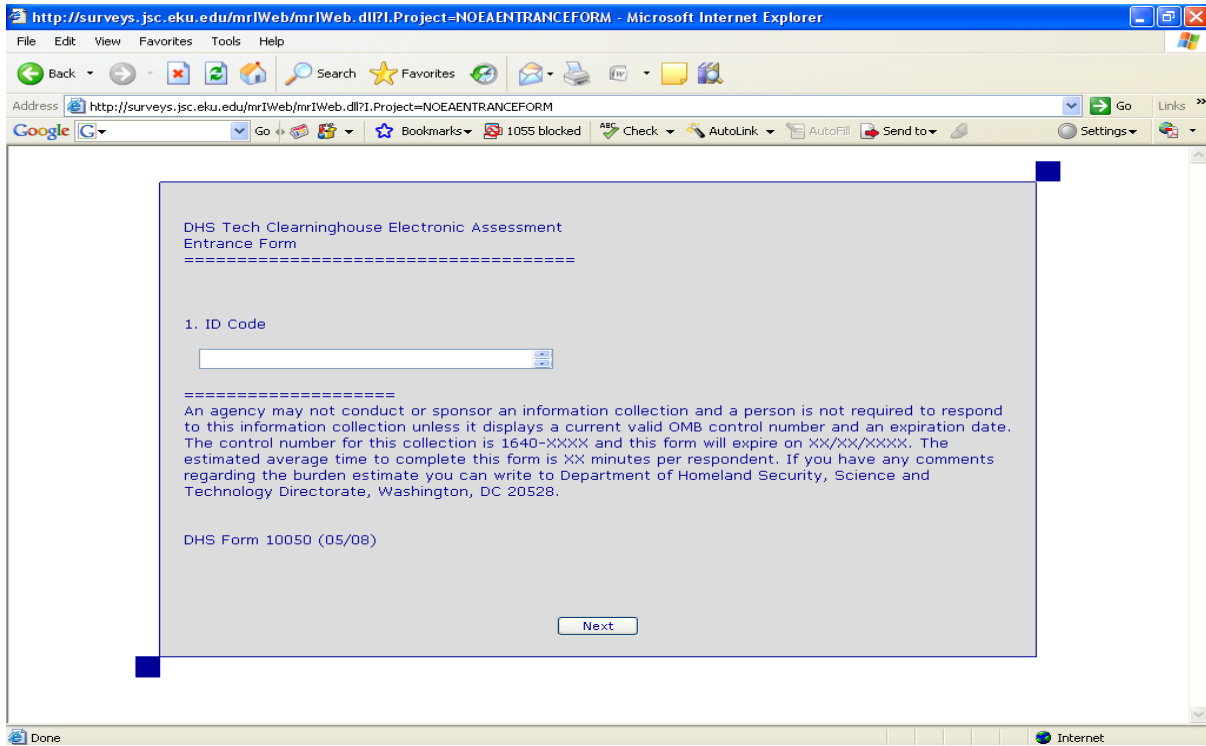 http://surveys.jsc.eku.edu/mrIWeb/mrIWeb.dll?I.Project=NOEAENTRANCEFORM - Microsoft Internet Explorer
File Edit View Favorites Tools Help
Back Search Favorites
Address http://surveys.jsc.eku.edu/mrIWeb/mrIWeb.dll?I.Project=NOEAENTRANCEFORM Go Links »
Google G Go Bookmarks 1055 blocked ABC Check AutoLink AutoFill Send to Settings
DHS Tech Clearninghouse Electronic Assessment
Entrance Form
=====================================
1. ID Code
====================
An agency may not conduct or sponsor an information collection and a person is not required to respond
to this information collection unless it displays a current valid OMB control number and an expiration date.
The control number for this collection is 1640-XXXX and this form will expire on XX/XX/XXXX. The
estimated average time to complete this form is XX minutes per respondent. If you have any comments
regarding the burden estimate you can write to Department of Homeland Security, Science and
Technology Directorate, Washington, DC 20528.
DHS Form 10050 (05/08)
Next
Done Internet